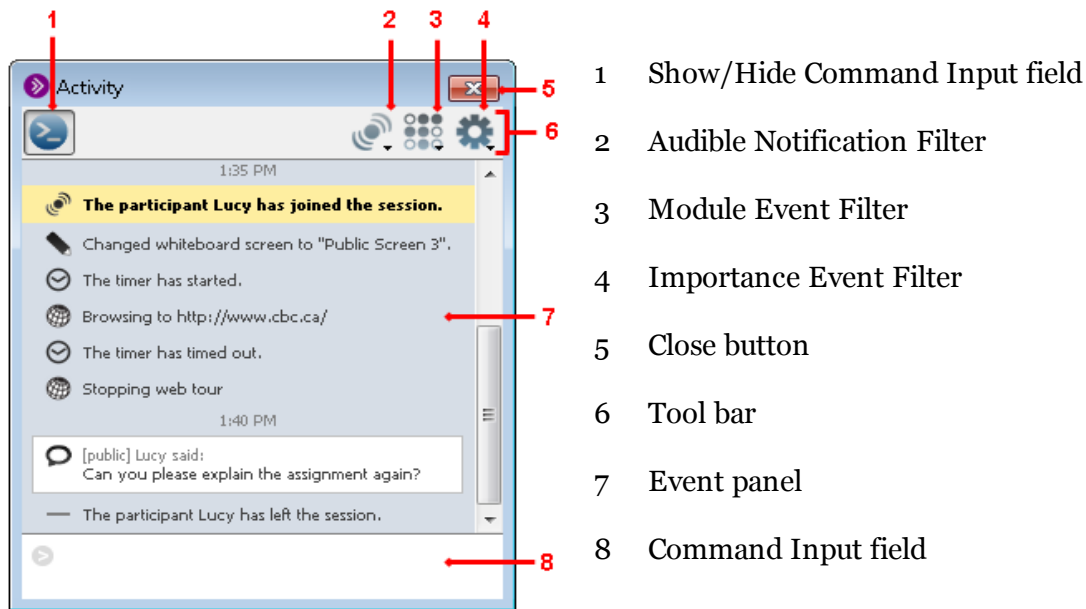 1 2 3 4
Activity
5
6
1:35 PM
The participant Lucy has joined the session.
Changed whiteboard screen to "Public Screen 3".
The timer has started.
Browsing to http://www.cbc.ca/
7
The timer has timed out.
Stopping web tour
1:40 PM
[public] Lucy said:
Can you please explain the assignment again?
The participant Lucy has left the session.
8
1 Show/Hide Command Input field
2 Audible Notification Filter
3 Module Event Filter
4 Importance Event Filter
5 Close button
6 Tool bar
7 Event panel
8 Command Input field